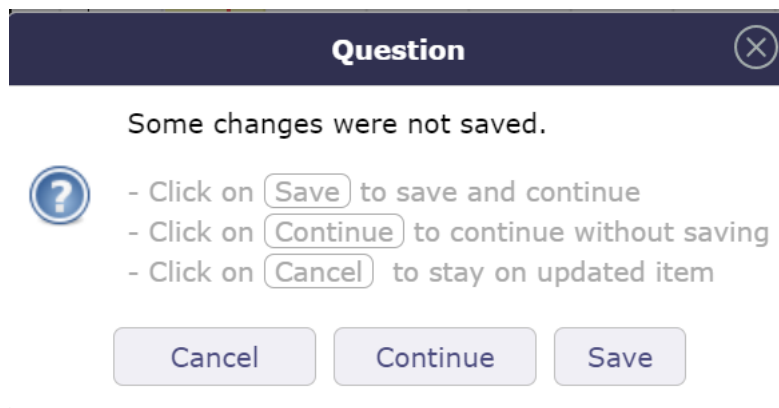 Question
Some changes were not saved.
- Click on Save to save and continue
- Click on Continue to continue without saving
- Click on Cancel to stay on updated item
Cancel Continue Save